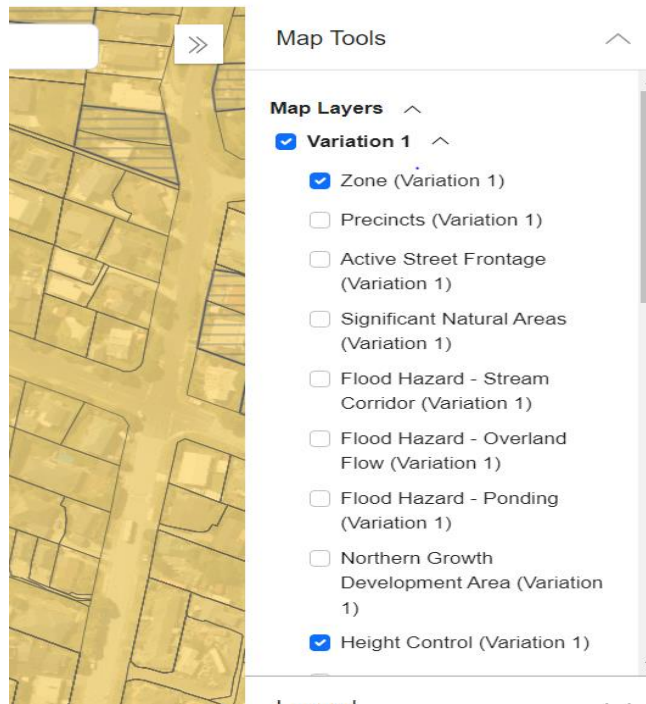 Map Tools
Map Layers
Variation 1
Zone (Variation 1)
Precincts (Variation 1)
Active Street Frontage
(Variation 1)
Significant Natural Areas
(Variation 1)
Flood Hazard - Stream
Corridor (Variation 1)
Flood Hazard - Overland
Flow (Variation 1)
Flood Hazard - Ponding
(Variation 1)
Northern Growth
Development Area (Variation
1)
Height Control (Variation 1)